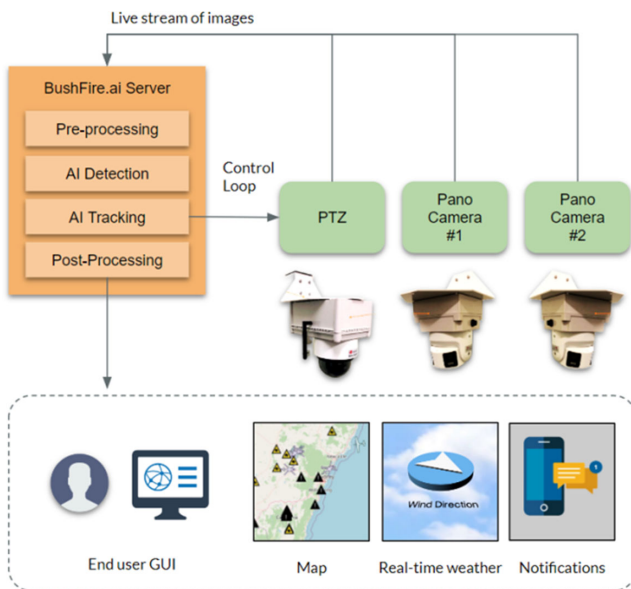 Live stream of images
BushFire.ai Server
Pre-processing
AI Detection
AI Tracking
Post-Processing
Control
Loop
PTZ
Pano
Camera
#1
Pano
Camera
#2
Wind Direction
1
End user GUI
Map
Real-time weather
Notifications